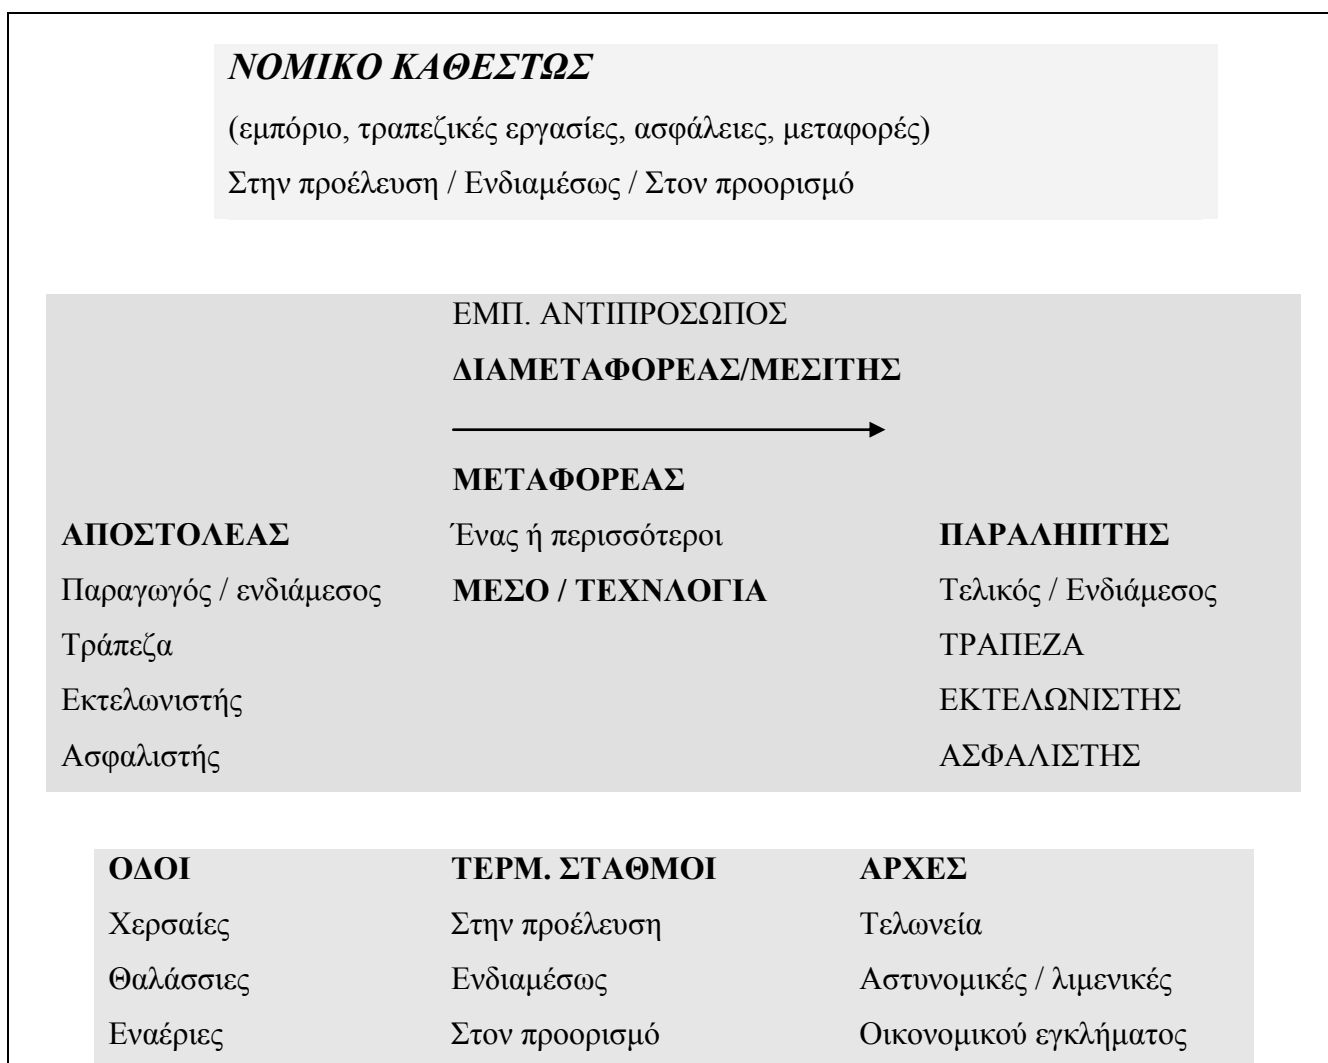 ΝΟΜΙΚΟ ΚΑΘΕΣΤΩΣ
(εμπόριο, τραπεζικές εργασίες, ασφάλειες, μεταφορές)
Στην προέλευση / Ενδιαμέσως / Στον προορισμό
ΕΜΠ. ΑΝΤΙΠΡΟΣΩΠΟΣ
ΔΙΑΜΕΤΑΦΟΡΕΑΣ/ΜΕΣΙΤΗΣ
ΜΕΤΑΦΟΡΕΑΣ
ΑΠΟΣΤΟΛΕΑΣ Ένας ή περισσότεροι ΠΑΡΑΛΗΠΤΗΣ
Παραγωγός / ενδιάμεσος ΜΕΣΟ / ΤΕΧΝΛΟΓΙΑ Τελικός / Ενδιάμεσος
Τράπεζα ΤΡΑΠΕΖΑ
Εκτελωνιστής ΕΚΤΕΛΩΝΙΣΤΗΣ
Ασφαλιστής ΑΣΦΑΛΙΣΤΗΣ
ΟΔΟΙ ΤΕΡΜ. ΣΤΑΘΜΟΙ ΑΡΧΕΣ
Χερσαίες Στην προέλευση Τελωνεία
Θαλάσσιες Ενδιαμέσως Αστυνομικές / λιμενικές
Εναέριες Στον προορισμό Οικονομικού εγκλήματος